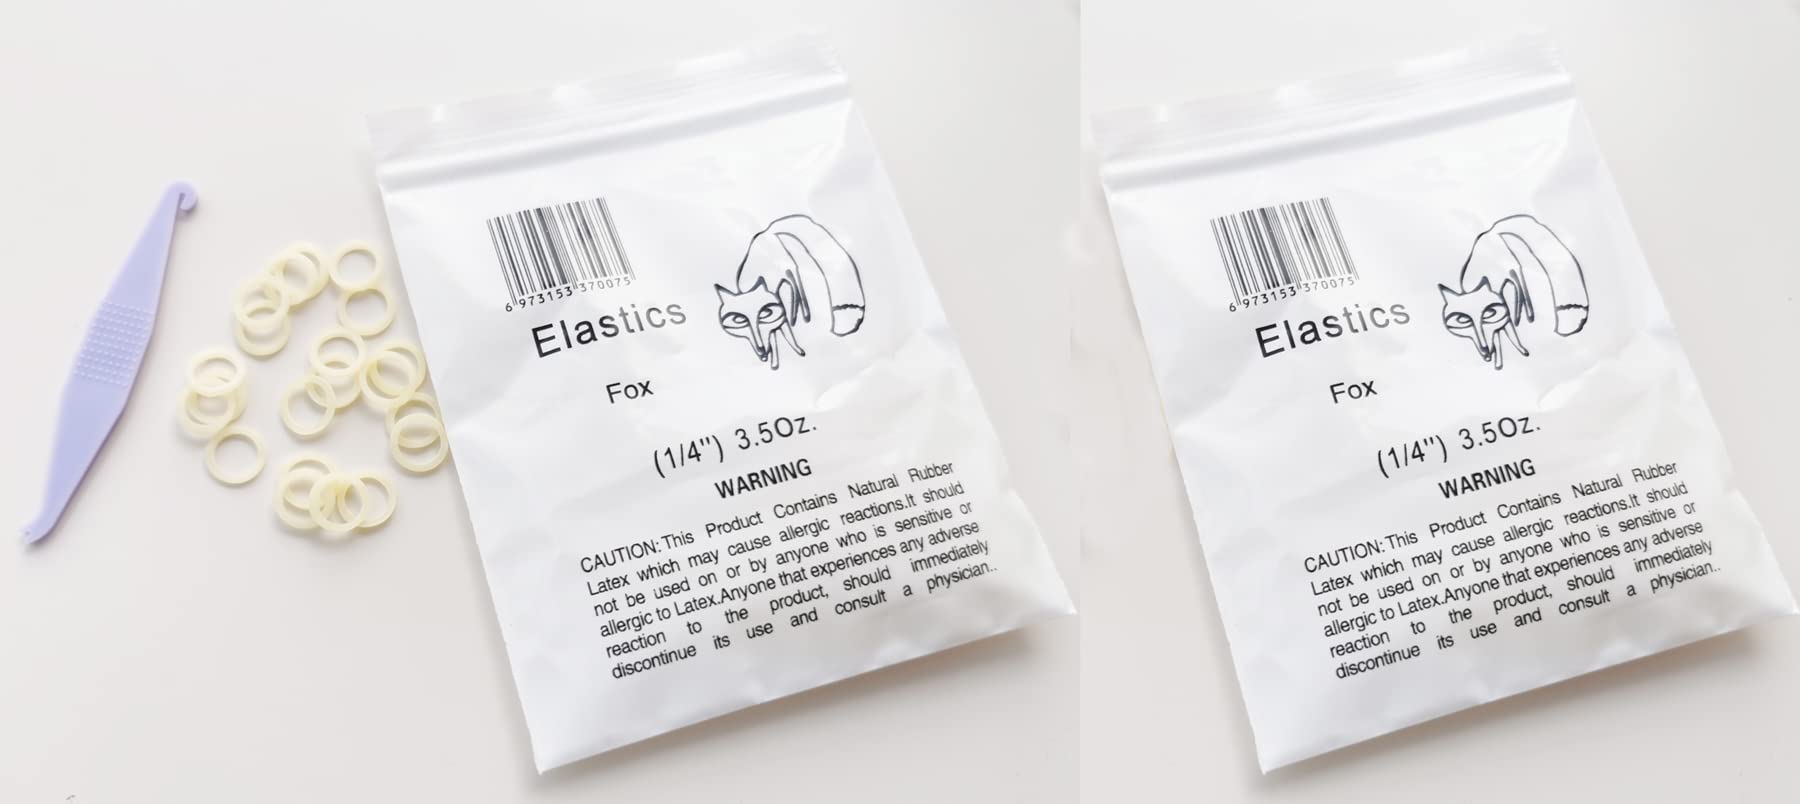 6 973153 370075
Elastics
Fox
(1/4") 3.5Oz.
WARNING
CAUTION:This Product Contains Natural Rubber
Latex which may cause allergic reactions.It should
not be used on or by anyone who is sensitive or
allergic to Latex.Anyone that experiences any adverse
reaction to the product, should immediately
discontinue its use and consult a physician..
6 973153 370075
Elastics
Fox
(1/4") 3.5Oz.
WARNING
CAUTION:This Product Contains Natural Rubber
Latex which may cause allergic reactions.It should
not be used on or by anyone who is sensitive or
allergic to Latex.Anyone that experiences any adverse
reaction to the product, should immediately
discontinue its use and consult a physician..